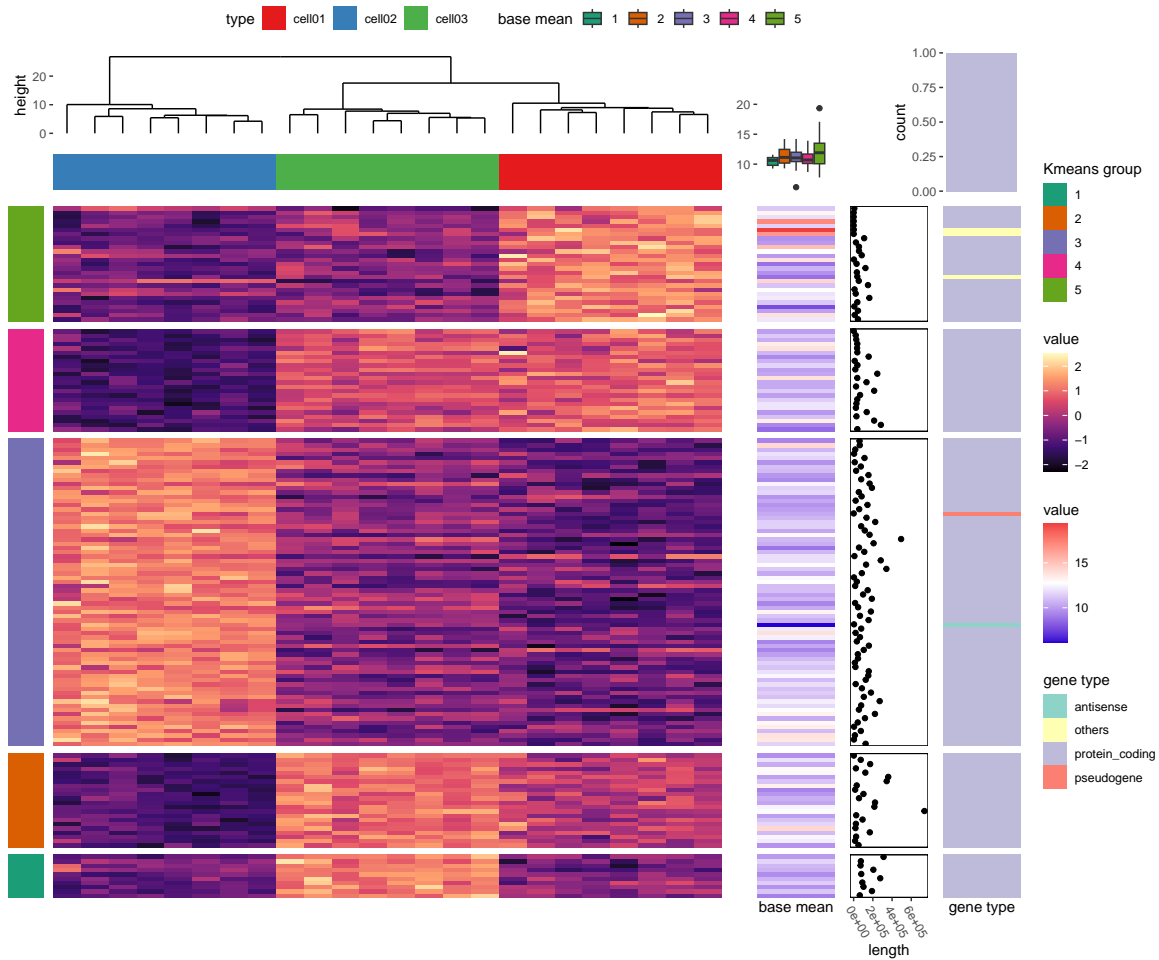 type cell01 cell02 cell03 base mean 1 2 3 4 5
height
20
10
0
20
15
10
count
1.00
0.75
0.50
0.25
0.00
Kmeans group
1
2
3
4
5
value
2
1
0
−1
−2
value
15
10
gene type
antisense
others
protein_coding
pseudogene
base mean
0e+00
2e+05
4e+05
6e+05
length
gene type